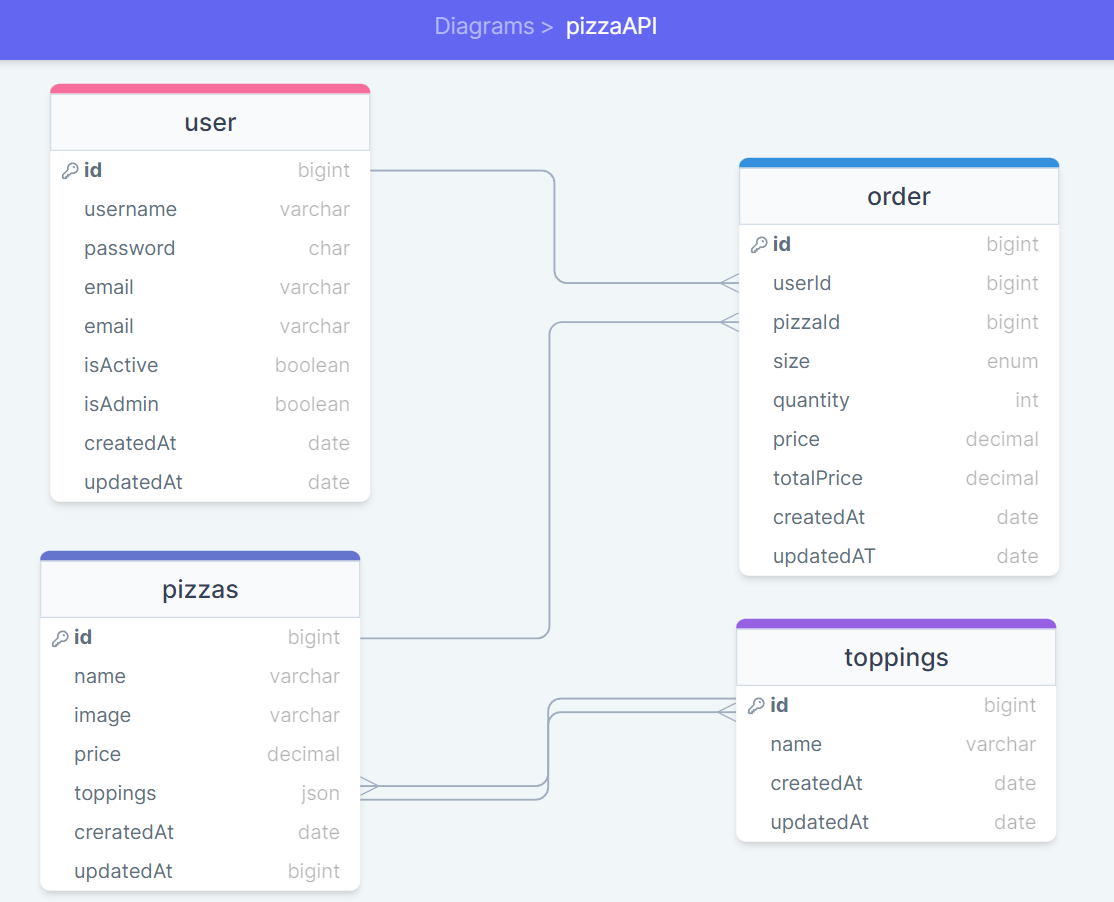 Diagrams > pizzaAPI
user
id bigint
username varchar
password char
email varchar
email varchar
isActive boolean
isAdmin boolean
createdAt date
updatedAt date
order
id bigint
userId bigint
pizzaId bigint
size enum
quantity int
price decimal
totalPrice decimal
createdAt date
updatedAT date
pizzas
id bigint
name varchar
image varchar
price decimal
toppings json
creratedAt date
updatedAt bigint
toppings
id bigint
name varchar
createdAt date
updatedAt date